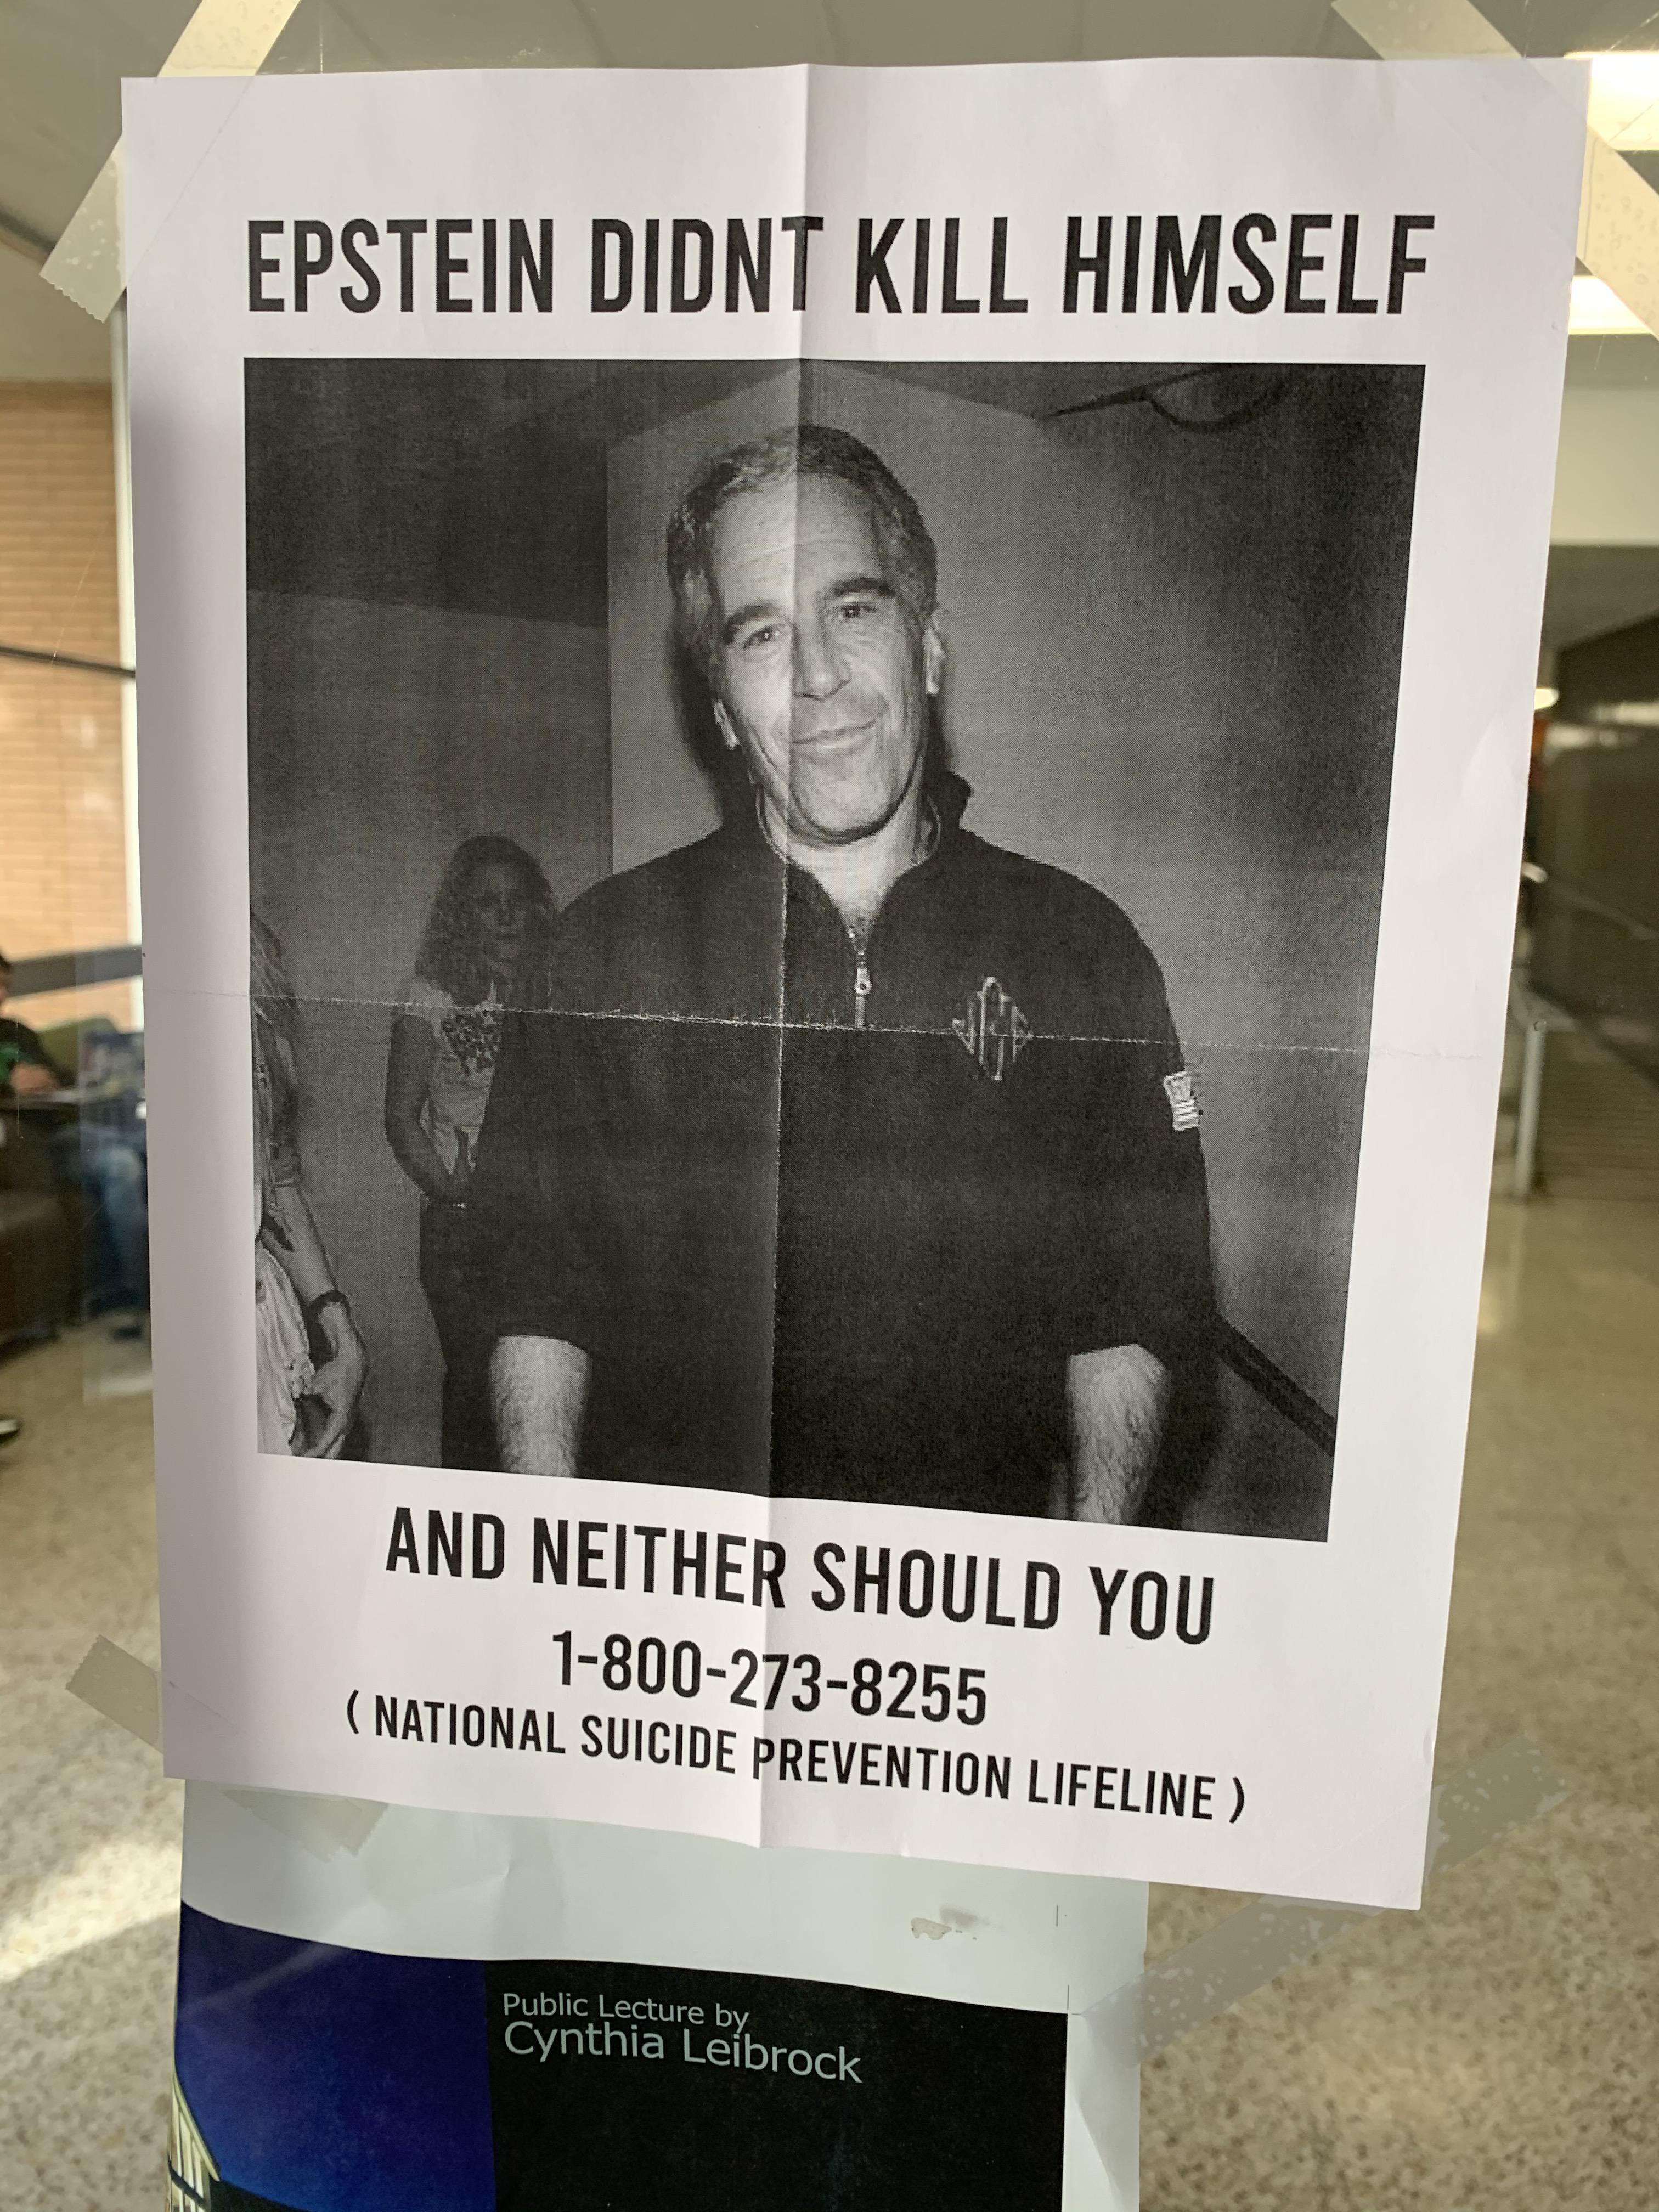 EPSTEIN DIDNT KILL HIMSELF
AND NEITHER SHOULD YOU
1-800-273-8255
( NATIONAL SUICIDE PREVENTION LIFELINE )
Public Lecture by
Cynthia Leibrock